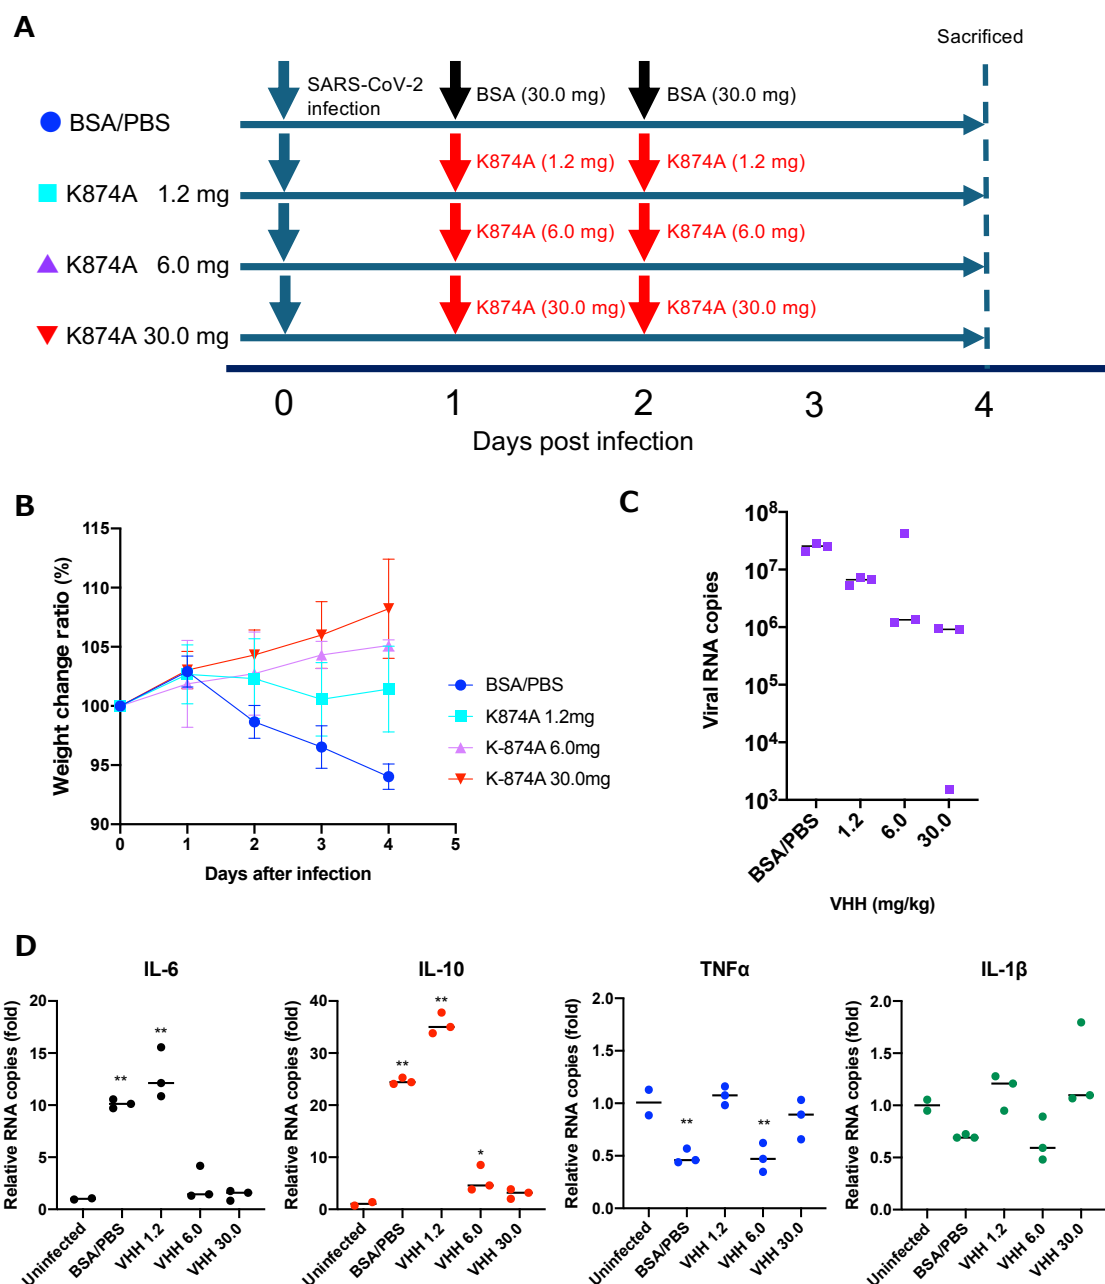 A
Sacrificed
SARS-CoV-2
infection
BSA (30.0 mg)
BSA (30.0 mg)
BSA/PBS
K874A (1.2 mg)
K874A (1.2 mg)
K874A 1.2 mg
K874A (6.0 mg)
K874A (6.0 mg)
K874A 6.0 mg
K874A (30.0 mg)
K874A (30.0 mg)
K874A 30.0 mg
0 1 2 3 4
Days post infection
B
Weight change ratio (%)
115
110
105
100
95
90
0 1 2 3 4 5
Days after infection
BSA/PBS
K874A 1.2mg
K-874A 6.0mg
K-874A 30.0mg
C
Viral RNA copies
10⁸
10⁷
10⁶
10⁵
10⁴
10³
BSA/PBS
1.2
6.0
30.0
VHH (mg/kg)
D
IL-6
Relative RNA copies (fold)
20
15
10
5
0
**
**
Uninfected
BSA/PBS
VHH 1.2
VHH 6.0
VHH 30.0
IL-10
Relative RNA copies (fold)
40
30
20
10
0
**
**
*
Uninfected
BSA/PBS
VHH 1.2
VHH 6.0
VHH 30.0
TNFα
Relative RNA copies (fold)
2.0
1.5
1.0
0.5
0.0
**
**
Uninfected
BSA/PBS
VHH 1.2
VHH 6.0
VHH 30.0
IL-1β
Relative RNA copies (fold)
2.0
1.5
1.0
0.5
0.0
Uninfected
BSA/PBS
VHH 1.2
VHH 6.0
VHH 30.0